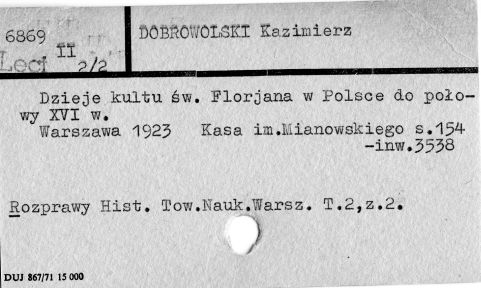 6869 DOBROWOLSKI Kazimierz
II
Leci 2/2
Dzieje kultu św. Florjana w Polsce do poło-
wy XVI w.
Warszawa 1923 Kasa im.Mianowskiego s.154
-inw.3538
Rozprawy Hist. Tow.Nauk.Warsz. T.2,z.2.
DUJ 867/71 15 000